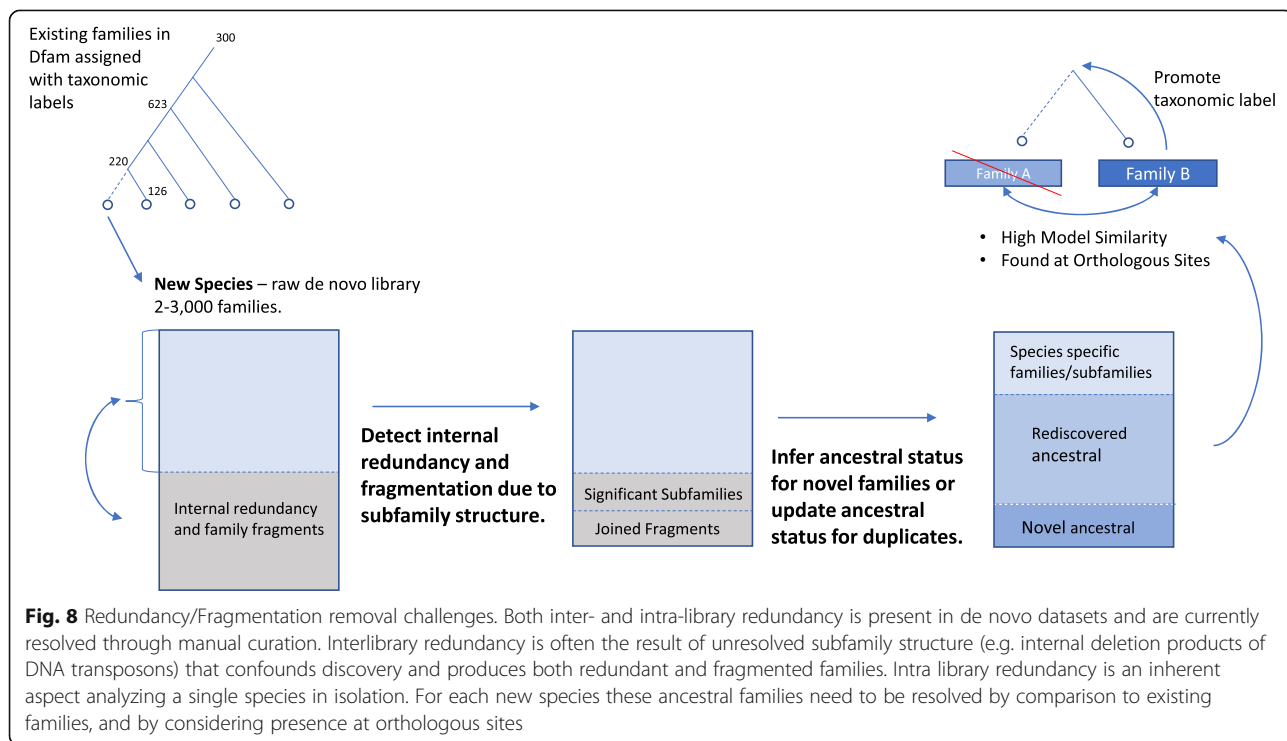 Existing families in
Dfam assigned
with taxonomic
labels
300
623
220
126
New Species – raw de novo library
2-3,000 families.
Internal redundancy
and family fragments
Detect internal
redundancy and
fragmentation due to
subfamily structure.
Significant Subfamilies
Joined Fragments
Infer ancestral status
for novel families or
update ancestral
status for duplicates.
Species specific
families/subfamilies
Rediscovered
ancestral
Novel ancestral
Promote
taxonomic label
Family A
Family B
• High Model Similarity
• Found at Orthologous Sites
Fig. 8 Redundancy/Fragmentation removal challenges. Both inter- and intra-library redundancy is present in de novo datasets and are currently
resolved through manual curation. Interlibrary redundancy is often the result of unresolved subfamily structure (e.g. internal deletion products of
DNA transposons) that confounds discovery and produces both redundant and fragmented families. Intra library redundancy is an inherent
aspect analyzing a single species in isolation. For each new species these ancestral families need to be resolved by comparison to existing
families, and by considering presence at orthologous sites